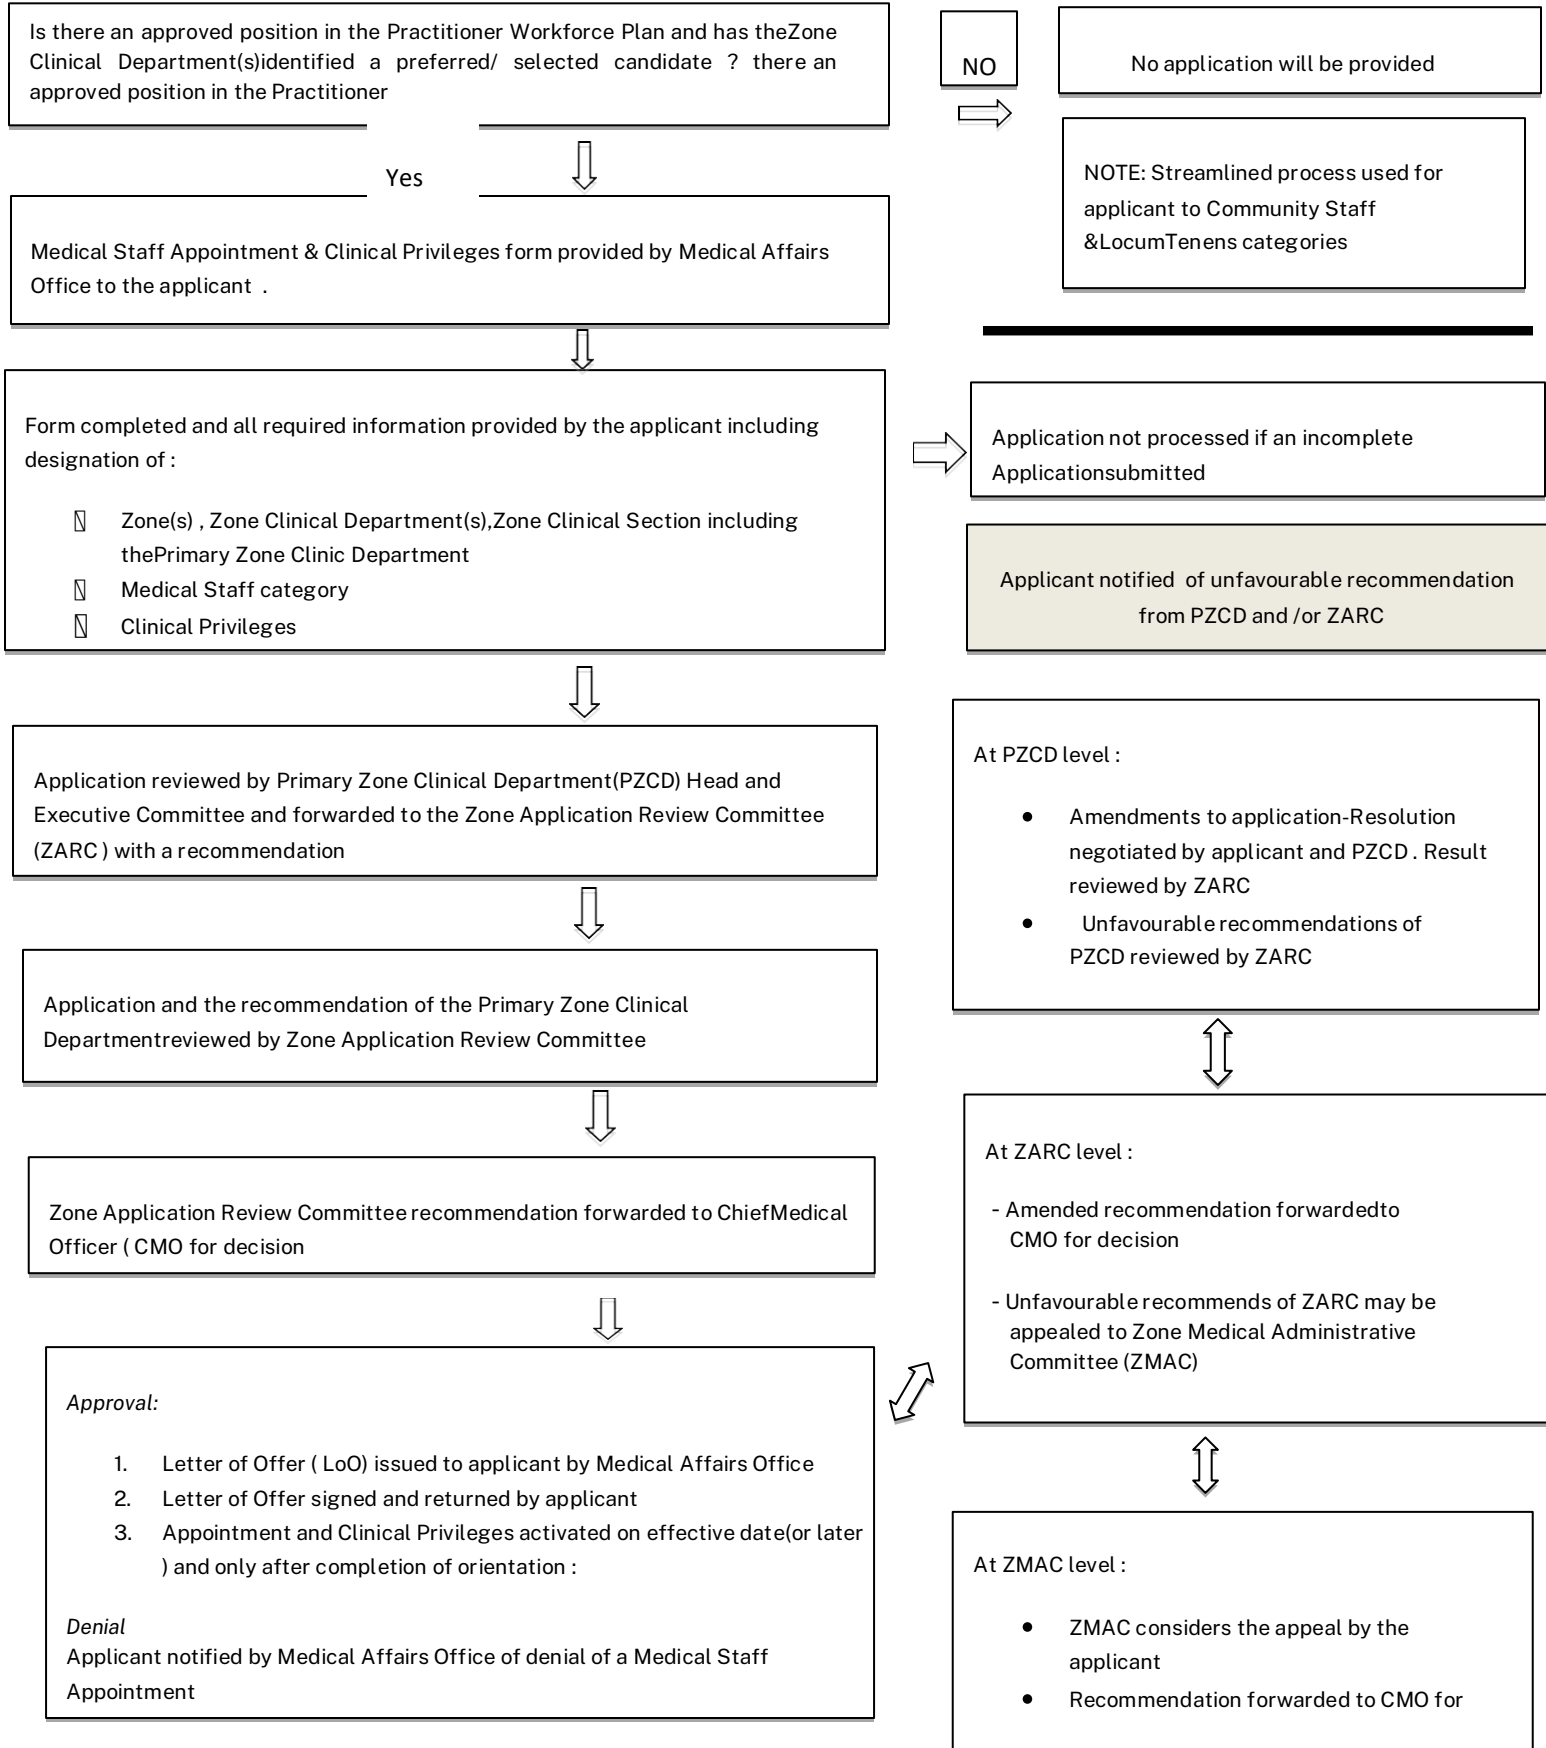 Is there an approved position in the Practitioner Workforce Plan and has theZone
Clinical Department(s)identified a preferred/ selected candidate ? there an
approved position in the Practitioner
NO
No application will be provided
Yes
NOTE: Streamlined process used for
applicant to Community Staff
&LocumTenens categories
Medical Staff Appointment & Clinical Privileges form provided by Medical Affairs
Office to the applicant .
Form completed and all required information provided by the applicant including
designation of :
Zone(s) , Zone Clinical Department(s),Zone Clinical Section including
thePrimary Zone Clinic Department
Medical Staff category
Clinical Privileges
Application not processed if an incomplete
Applicationsubmitted
Applicant notified of unfavourable recommendation
from PZCD and /or ZARC
Application reviewed by Primary Zone Clinical Department(PZCD) Head and
Executive Committee and forwarded to the Zone Application Review Committee
(ZARC ) with a recommendation
At PZCD level :
• Amendments to application-Resolution
negotiated by applicant and PZCD . Result
reviewed by ZARC
• Unfavourable recommendations of
PZCD reviewed by ZARC
Application and the recommendation of the Primary Zone Clinical
Departmentreviewed by Zone Application Review Committee
At ZARC level :
- Amended recommendation forwardedto
CMO for decision
- Unfavourable recommends of ZARC may be
appealed to Zone Medical Administrative
Committee (ZMAC)
Zone Application Review Committee recommendation forwarded to ChiefMedical
Officer ( CMO for decision
Approval:
1. Letter of Offer ( LoO) issued to applicant by Medical Affairs Office
2. Letter of Offer signed and returned by applicant
3. Appointment and Clinical Privileges activated on effective date(or later
) and only after completion of orientation :
Denial
Applicant notified by Medical Affairs Office of denial of a Medical Staff
Appointment
At ZMAC level :
• ZMAC considers the appeal by the
applicant
• Recommendation forwarded to CMO for